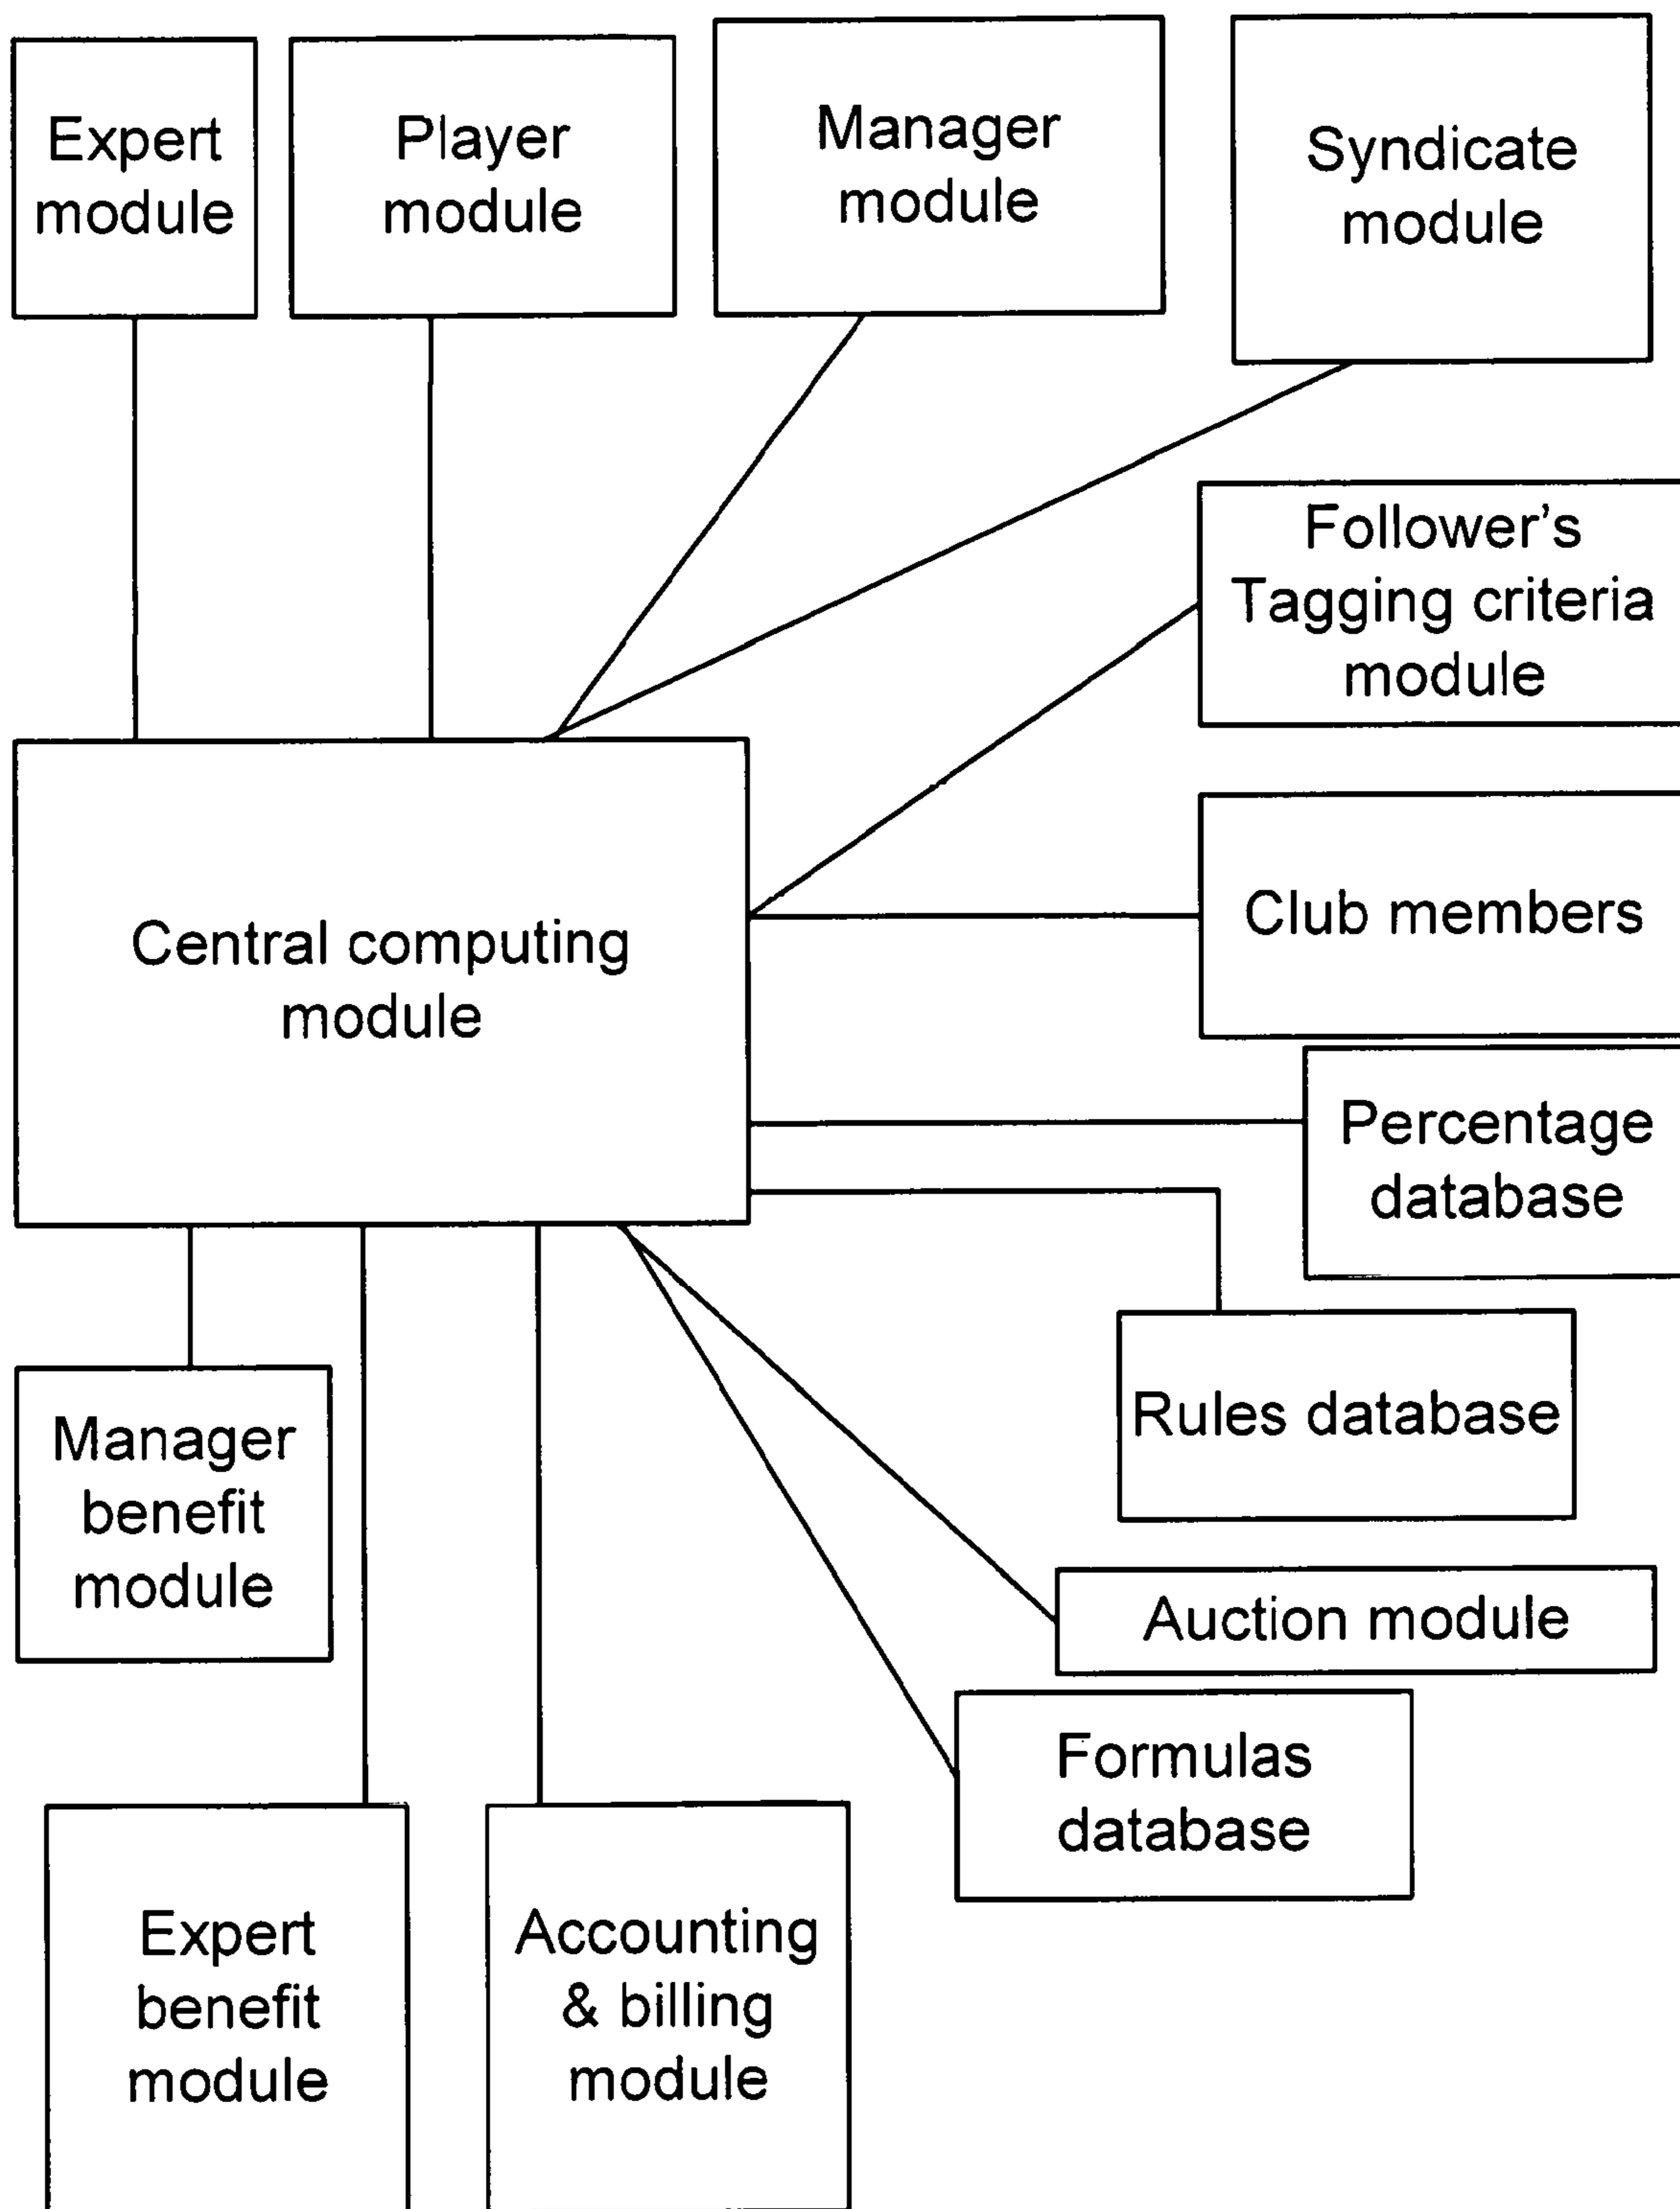 Expert
module
Player
module
Manager
module
Syndicate
module
Follower's
Tagging criteria
module
Club members
Central computing
module
Percentage
database
Rules database
Manager
benefit
module
Auction module
Formulas
database
Expert
benefit
module
Accounting
& billing
module